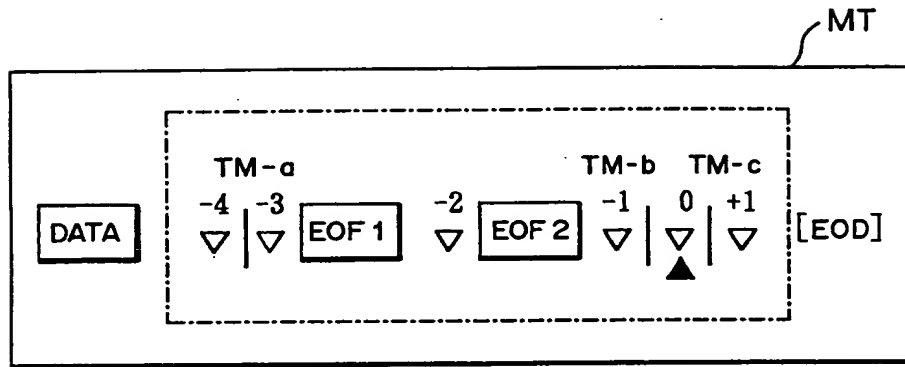 MT
TM-a TM-b TM-c
-4 -3 -2 -1 0 +1
DATA EOF 1 EOF 2 [EOD]